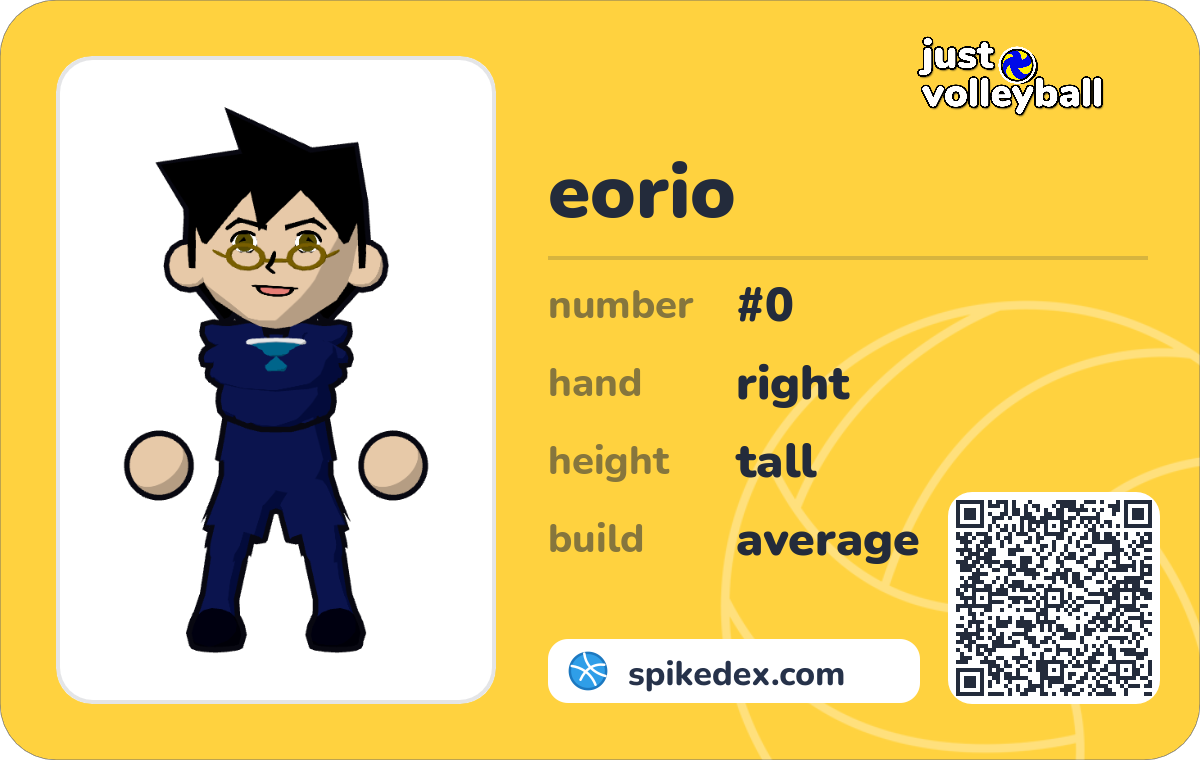 just
volleyball
eorio
number #0
hand right
height tall
build average
spikedex.com